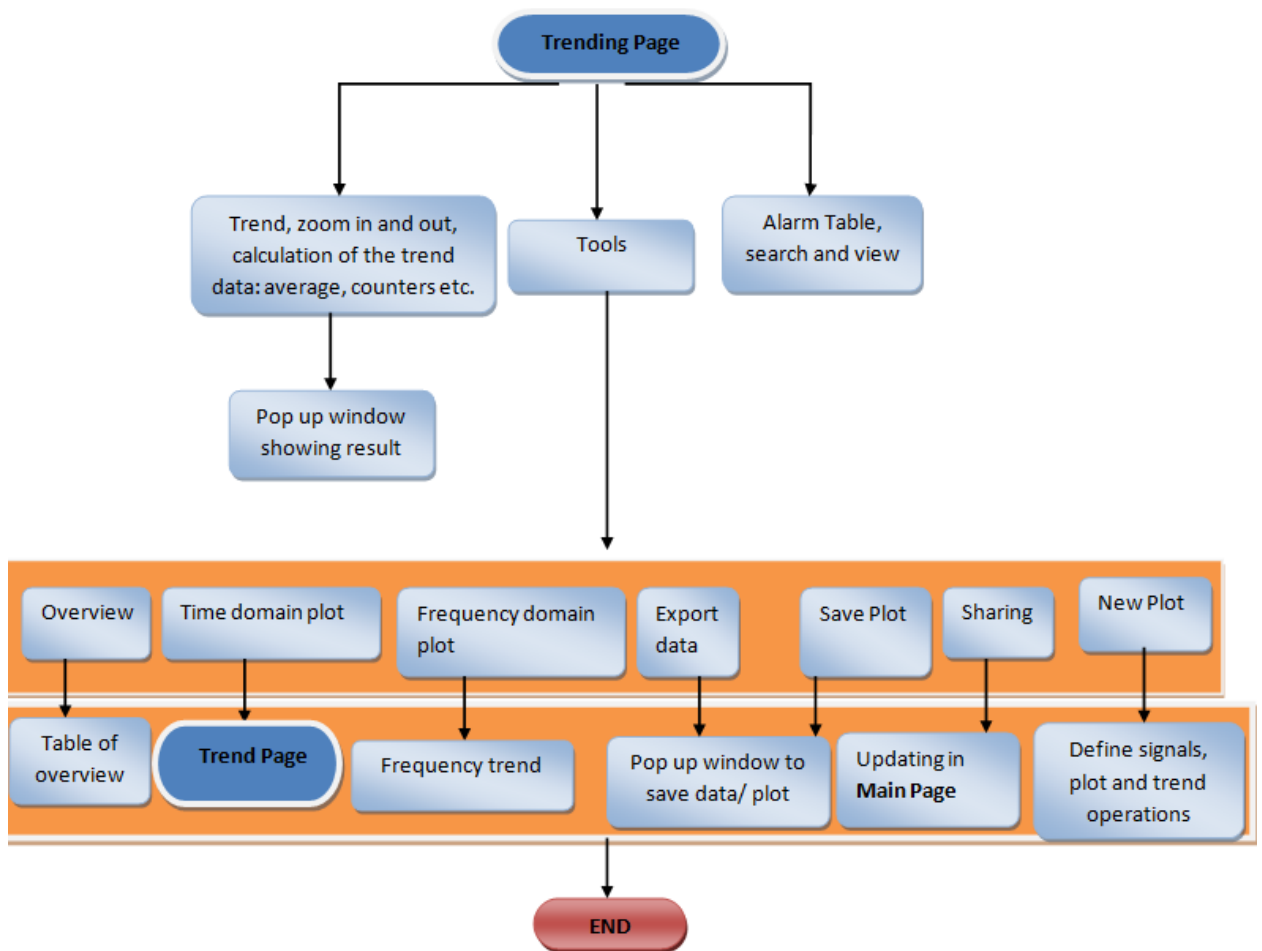 Trending Page
Trend, zoom in and out,
calculation of the trend
data: average, counters etc.
Tools
Alarm Table,
search and view
Pop up window
showing result
Overview
Time domain plot
Frequency domain
plot
Export
data
Save Plot
Sharing
New Plot
Table of
overview
Trend Page
Frequency trend
Pop up window to
save data/ plot
Updating in
Main Page
Define signals,
plot and trend
operations
END